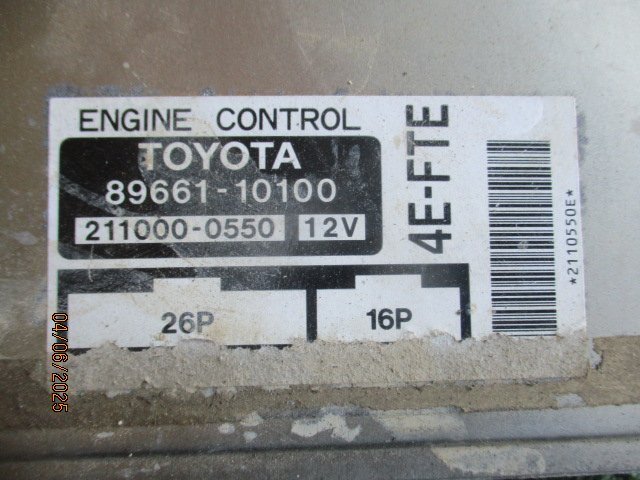 ENGINE CONTROL
TOYOTA
89661-10100
211000-0550 12V
26P
16P
4E-FTE
*2110550E*
04/06/2025